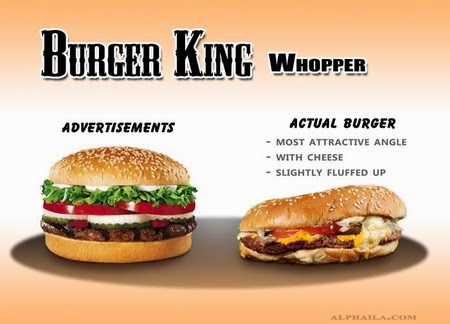 BURGER KING WHOPPER
ADVERTISEMENTS
ACTUAL BURGER
- MOST ATTRACTIVE ANGLE
- WITH CHEESE
- SLIGHTLY FLUFFED UP
ALPHAILA.COM